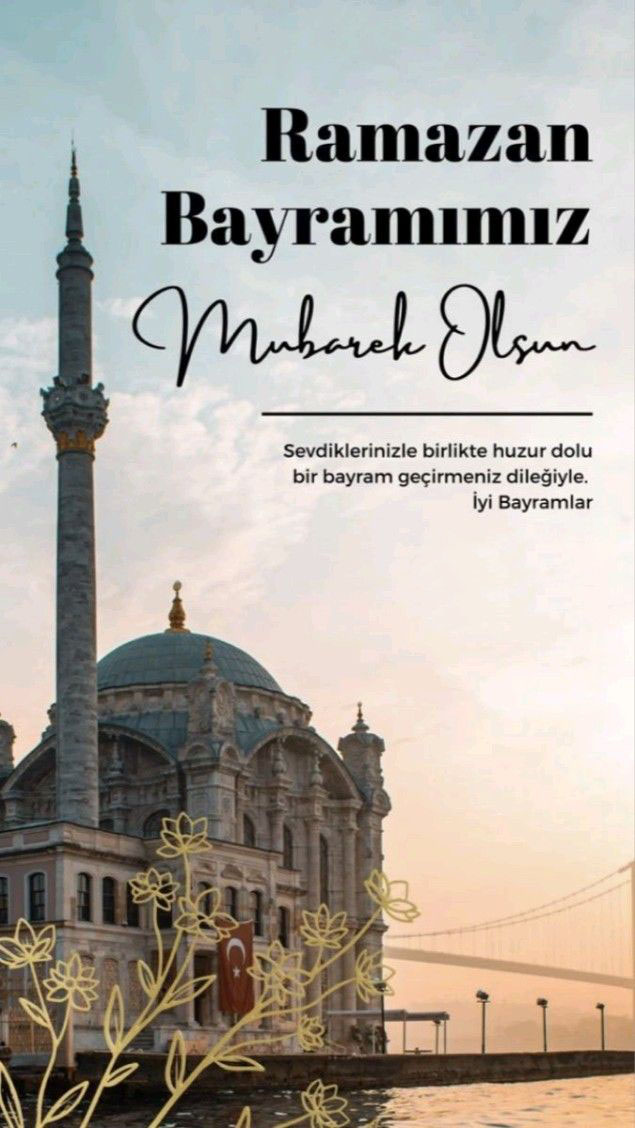 Ramazan
Bayramımız
Mubarek Olsun
Sevdiklerinizle birlikte huzur dolu
bir bayram geçirmeniz dileğiyle.
İyi Bayramlar